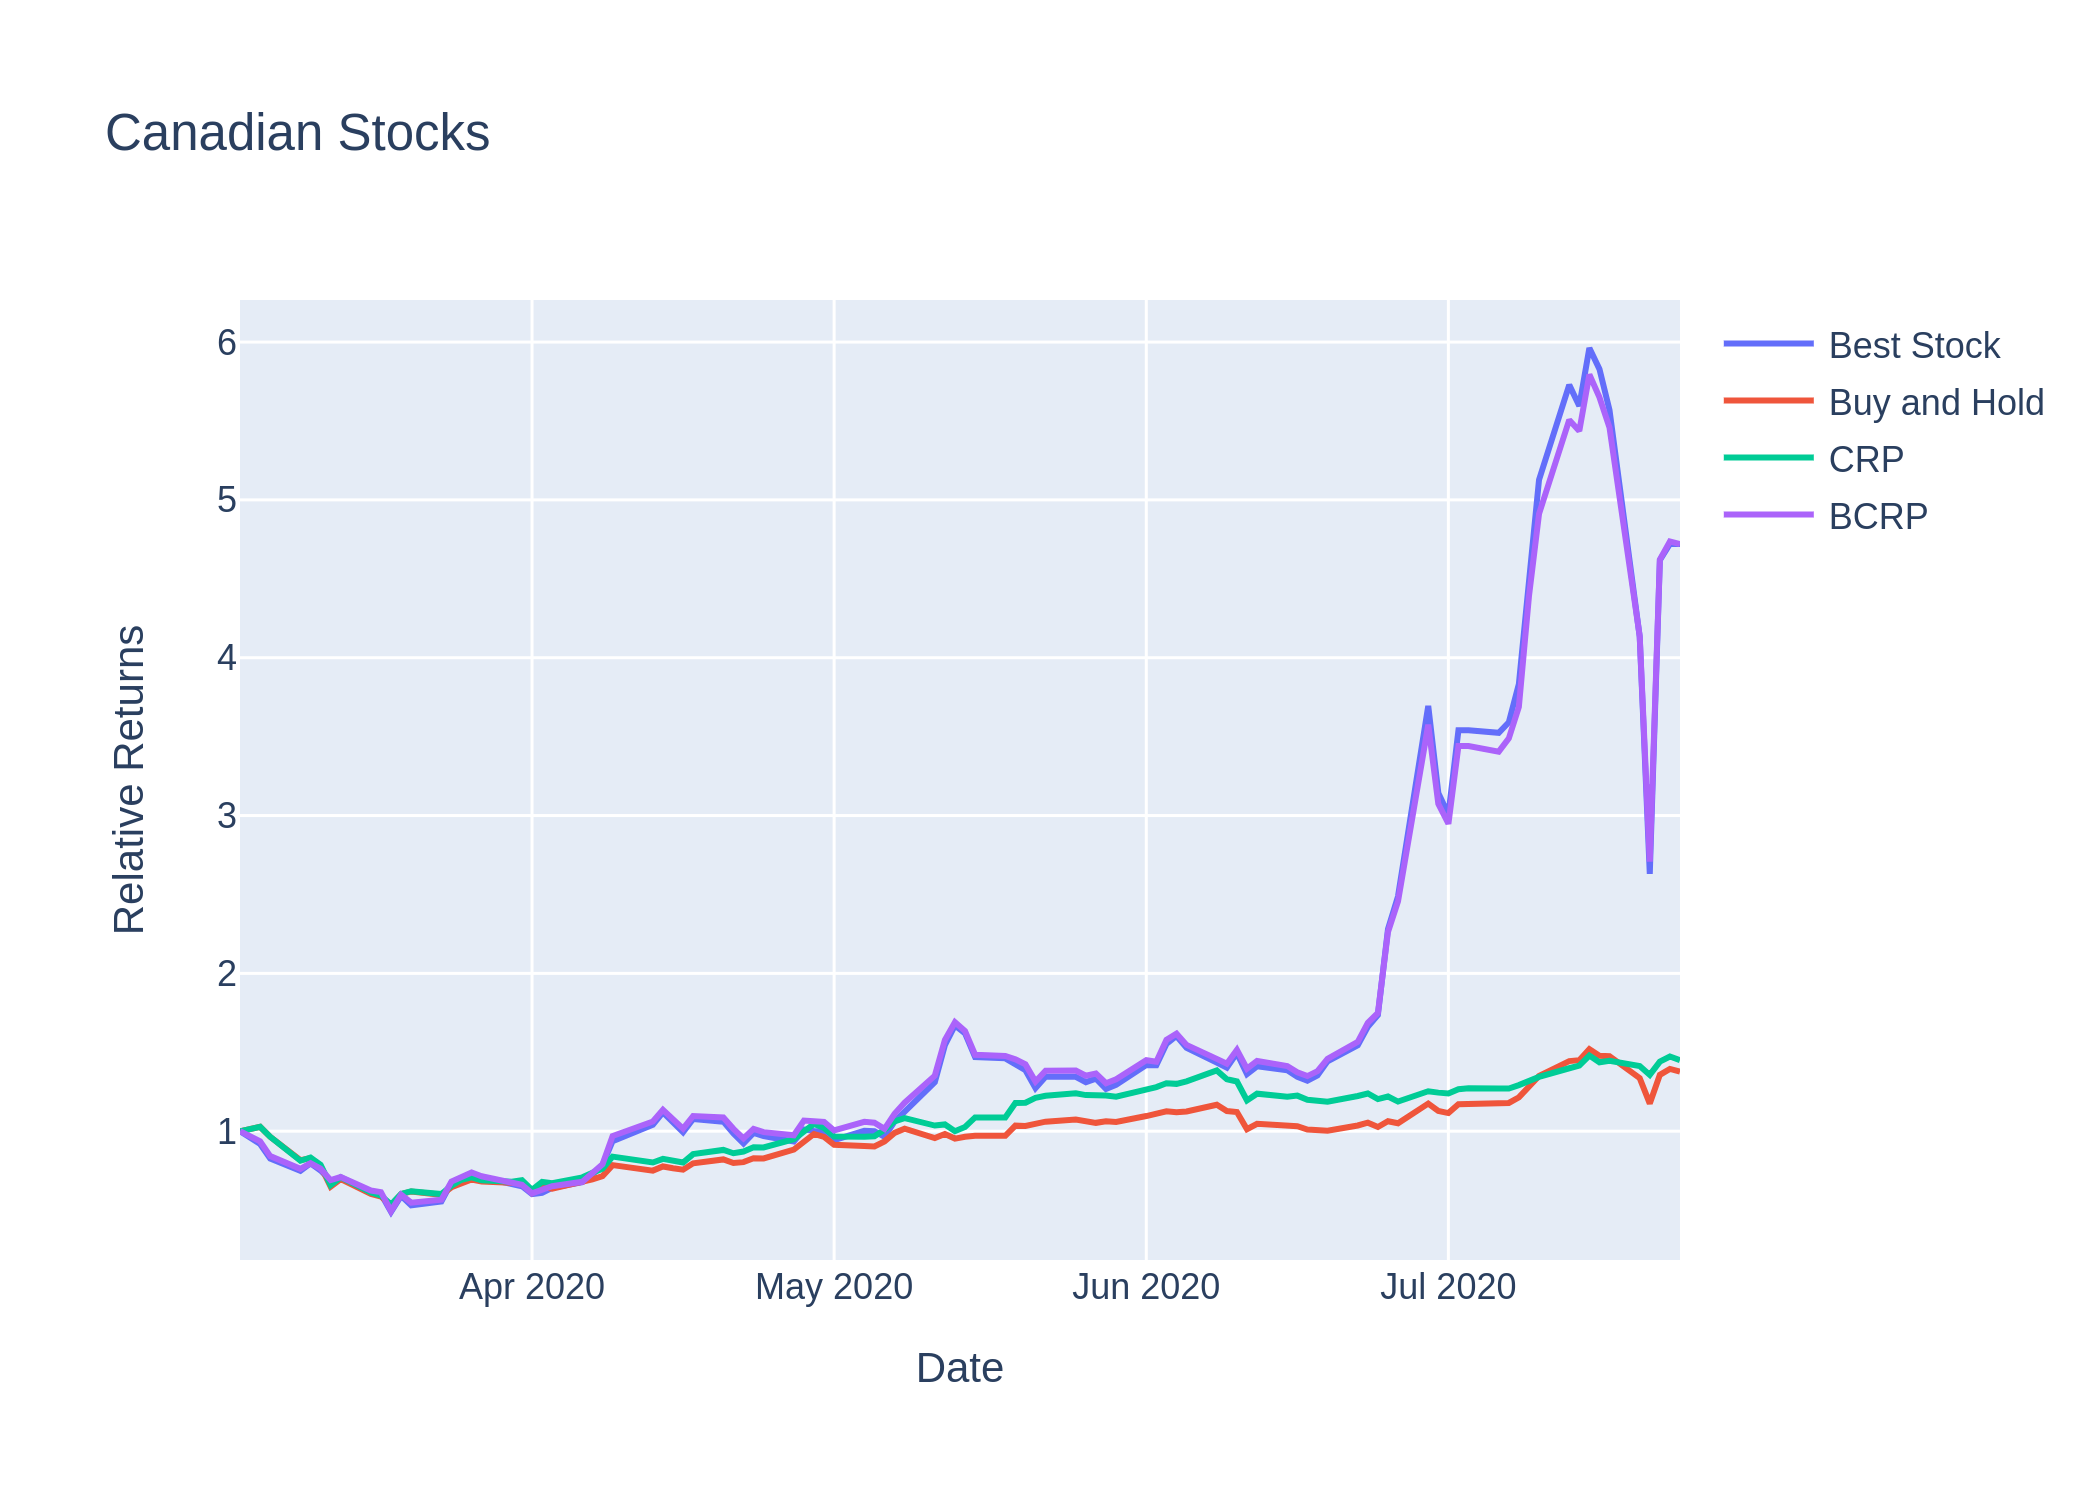 Canadian Stocks
6
5
4
3
2
1
Relative Returns
Apr 2020
May 2020
Jun 2020
Jul 2020
Date
Best Stock
Buy and Hold
CRP
BCRP